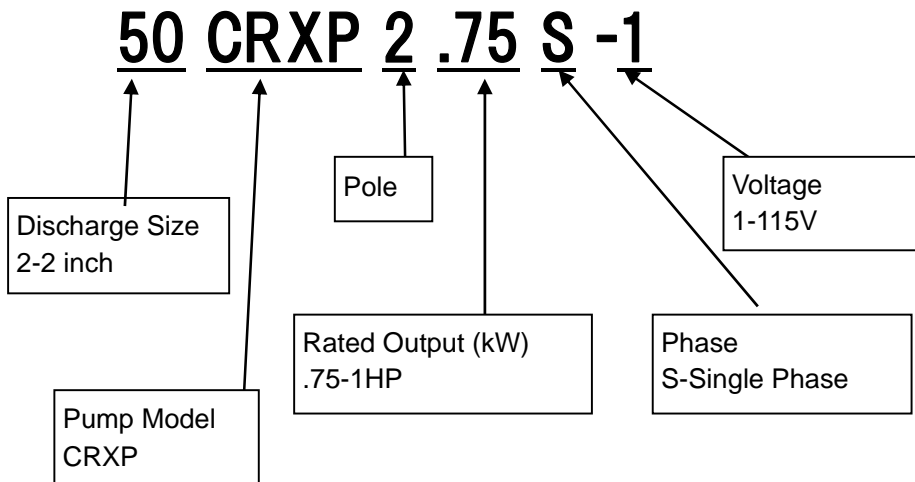 50 CRXP 2 .75 S -1
Pole
Voltage
1-115V
Discharge Size
2-2 inch
Rated Output (kW)
.75-1HP
Phase
S-Single Phase
Pump Model
CRXP